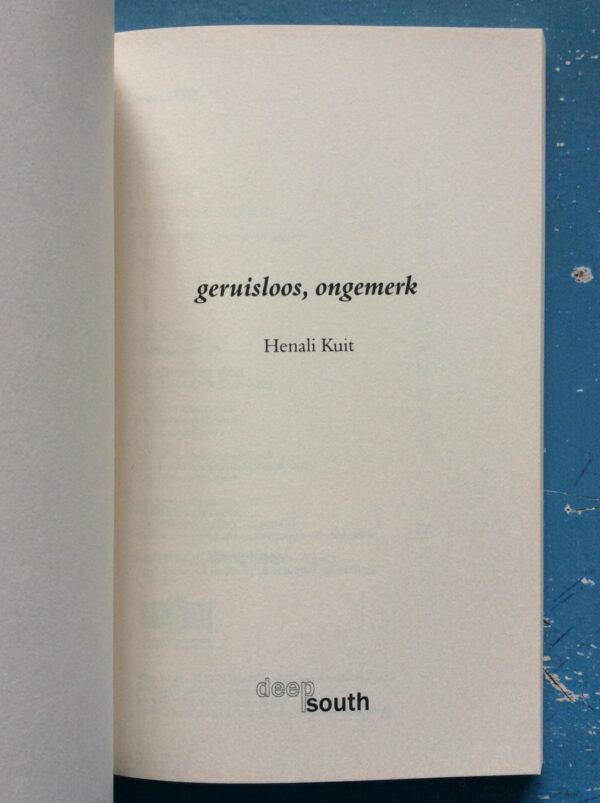 geruisloos, ongemerk
Henali Kuit
deep
south